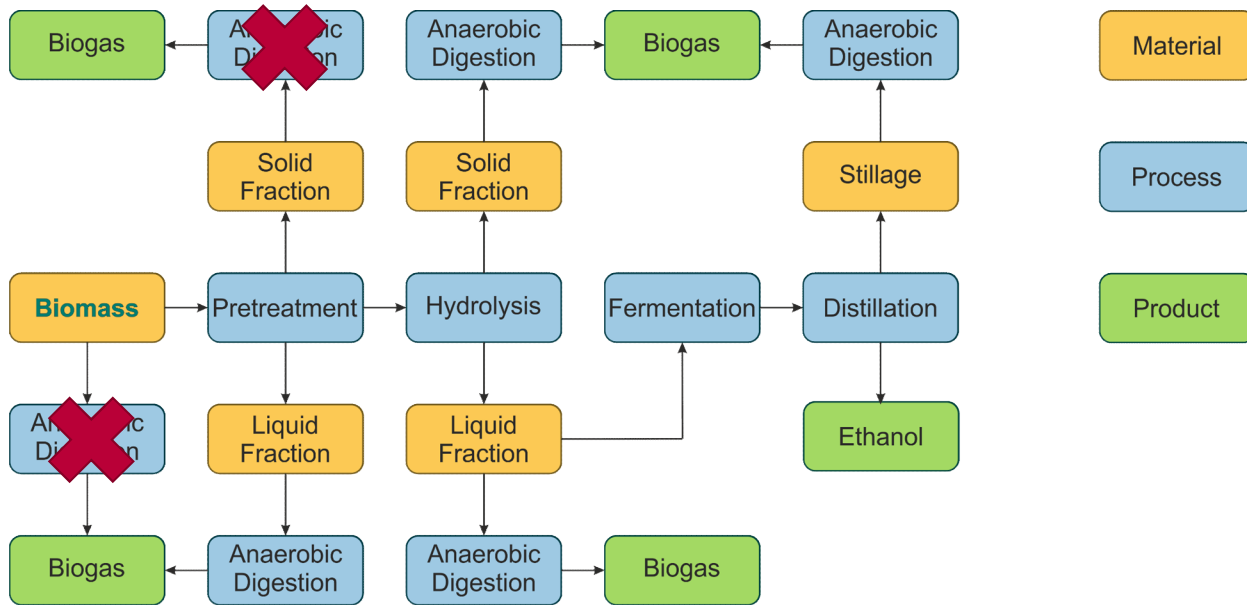 Biogas
Anaerobic
Digestion
Biogas
Anaerobic
Digestion
Material
Solid
Fraction
Solid
Fraction
Stillage
Process
Biomass
Pretreatment
Hydrolysis
Fermentation
Distillation
Product
Liquid
Fraction
Liquid
Fraction
Ethanol
Biogas
Anaerobic
Digestion
Anaerobic
Digestion
Biogas